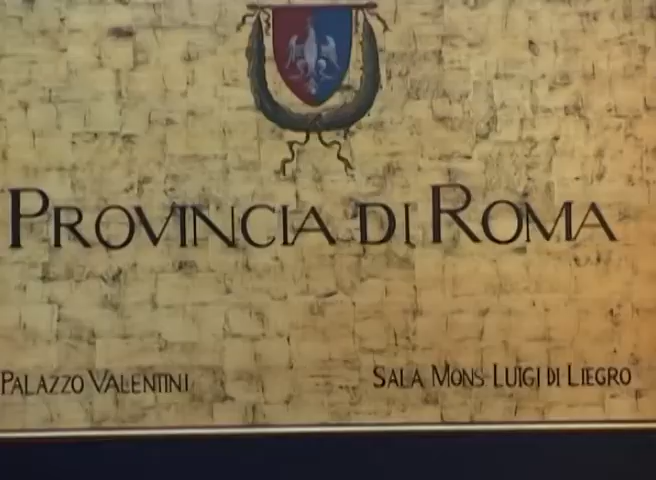 PROVINCIA DI ROMA
PALAZZO VALENTINI
SALA MONS LUIGI DI LIEGRO